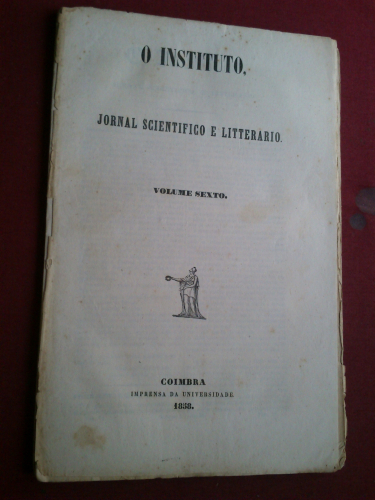 O INSTITUTO,
JORNAL SCIENTIFICO E LITTERARIO.
VOLUME SEXTO.
COIMBRA
IMPRENSA DA UNIVERSIDADE
1858.